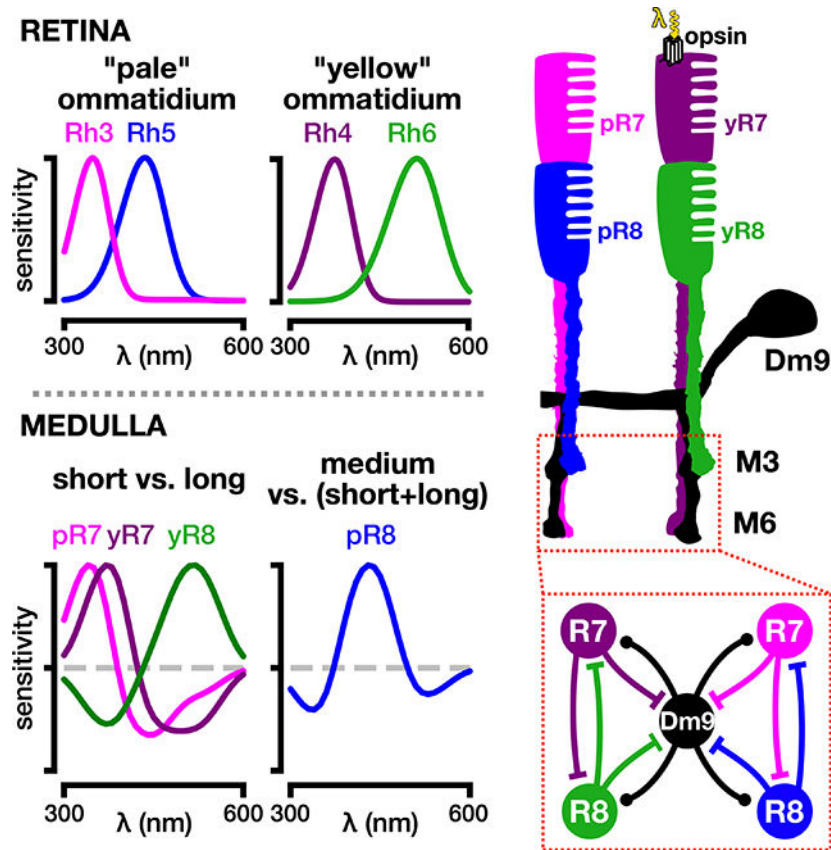 RETINA
"pale"
ommatidium
Rh3 Rh5
sensitivity
300 600
λ (nm)
"yellow"
ommatidium
Rh4 Rh6
300 600
λ (nm)
λ
opsin
pR7
yR7
pR8
yR8
Dm9
M3
M6
MEDULLA
short vs. long
pR7 yR7 yR8
sensitivity
300 600
λ (nm)
medium
vs. (short+long)
pR8
300 600
λ (nm)
R7 R7
Dm9
R8 R8